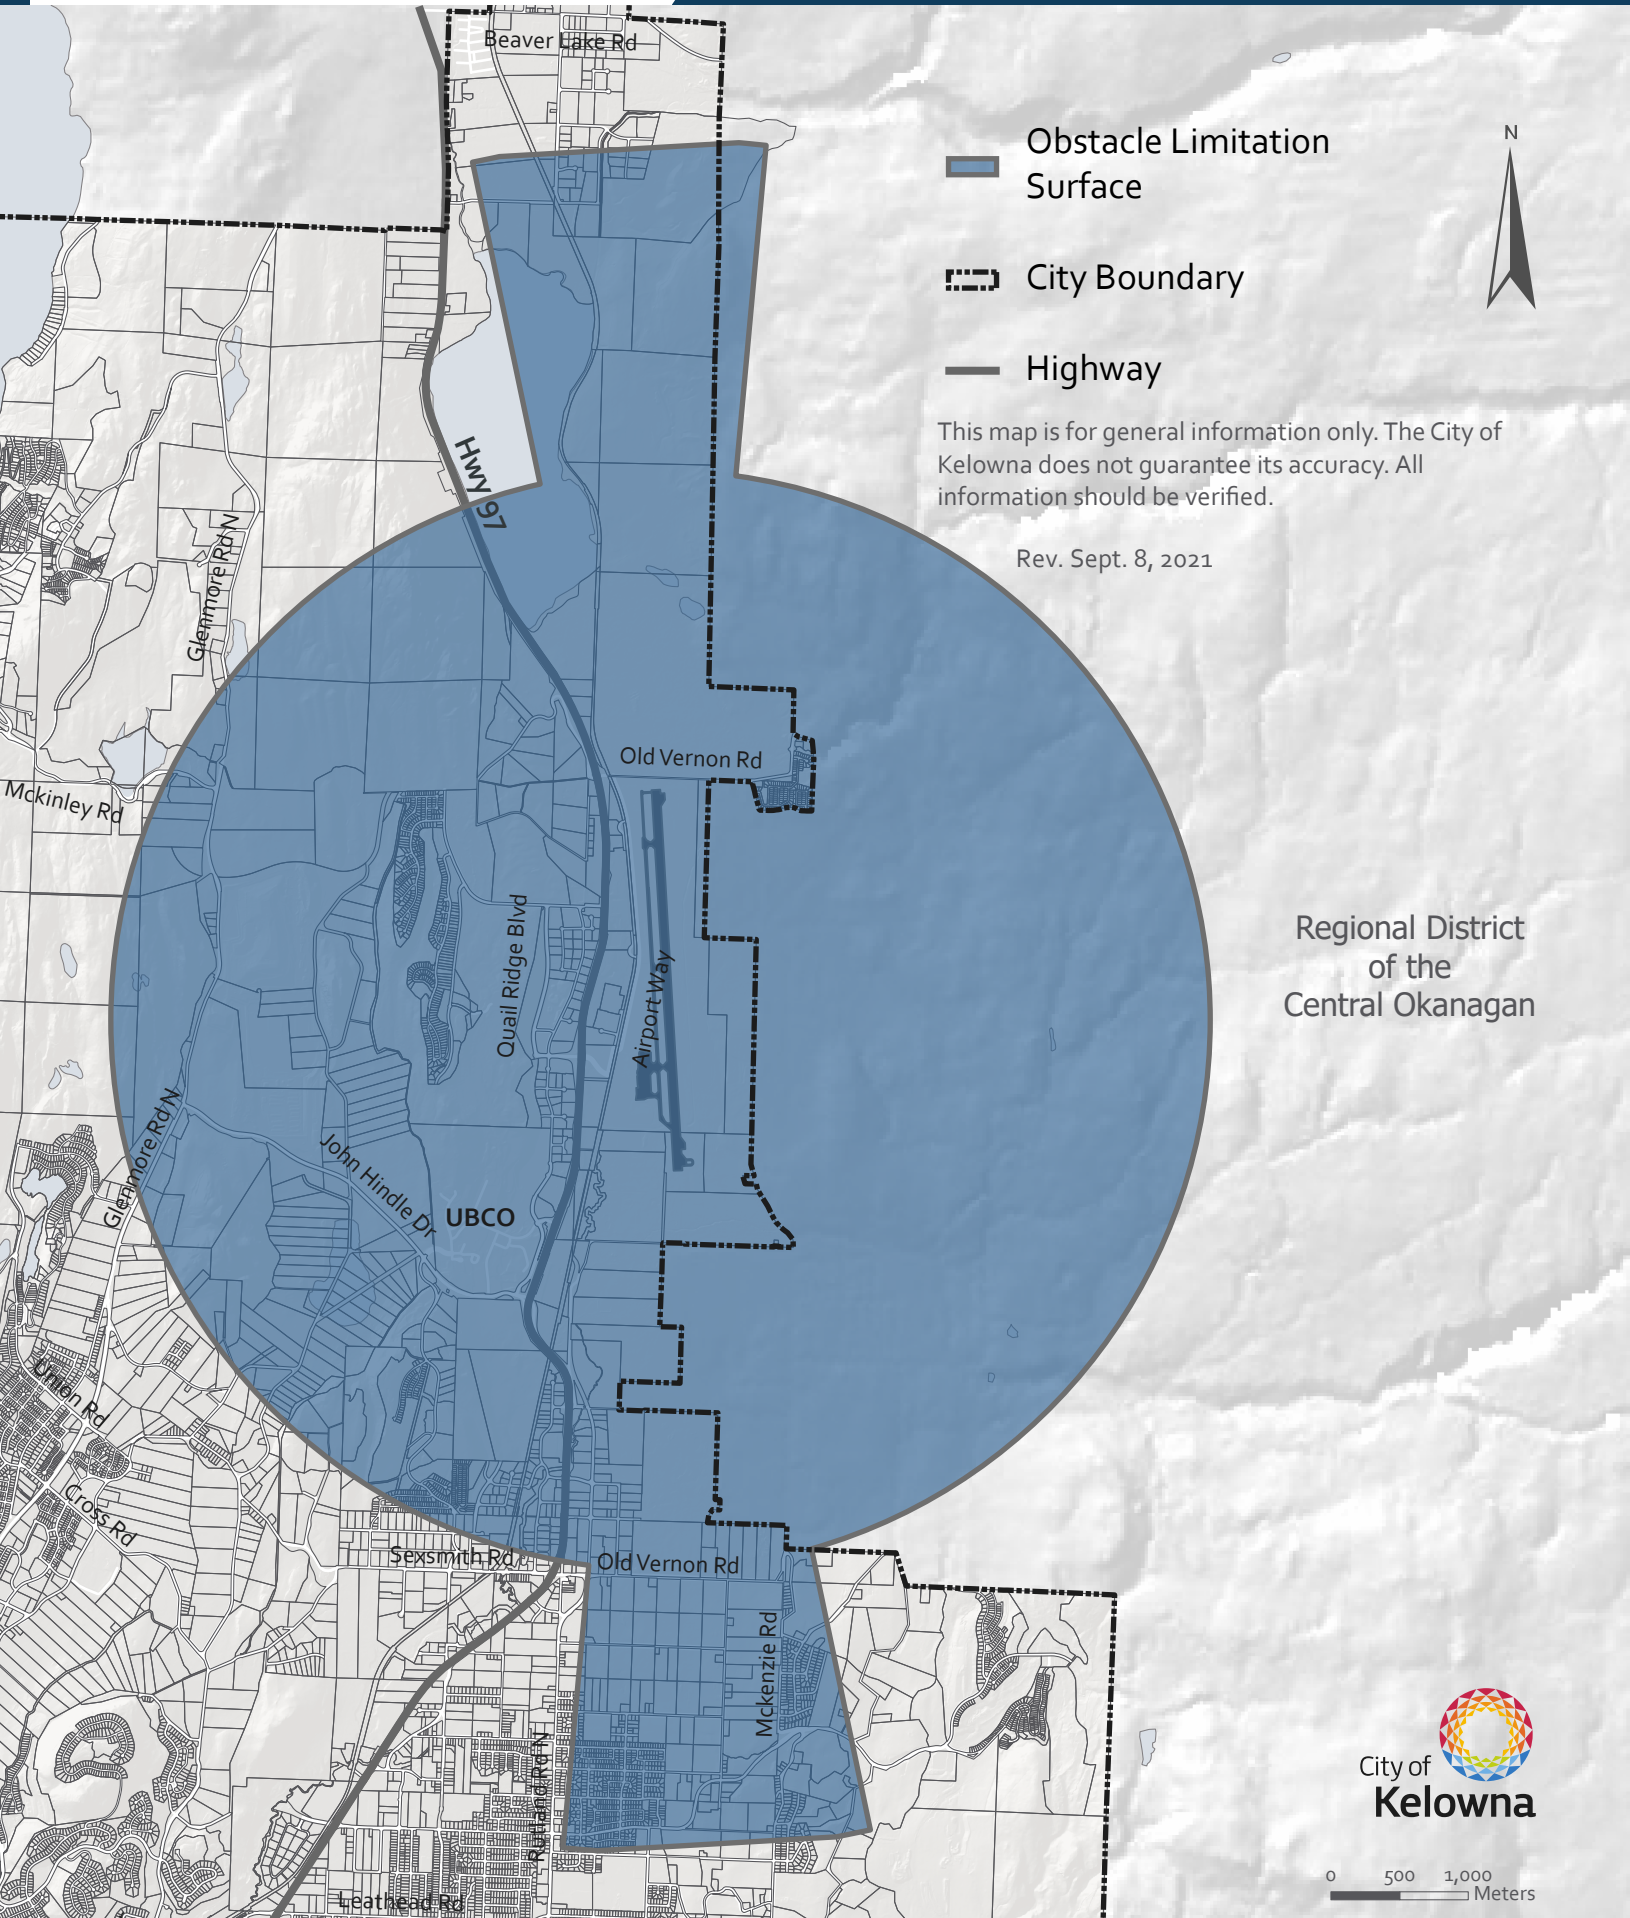 Beaver Lake Rd
Obstacle Limitation
Surface
N
City Boundary
Highway
This map is for general information only. The City of
Kelowna does not guarantee its accuracy. All
information should be verified.
Rev. Sept. 8, 2021
Hwy 97
Glenmore Rd N
Old Vernon Rd
Mckinley Rd
Quail Ridge Blvd
Airport Way
Regional District
of the
Central Okanagan
Glenmore Rd N
John Hindle Dr
UBCO
Union Rd
Cross Rd
Sexsmith Rd
Old Vernon Rd
Mckenzie Rd
Rutland Rd N
Leathead Rd
City of
Kelowna
0 500 1,000
Meters